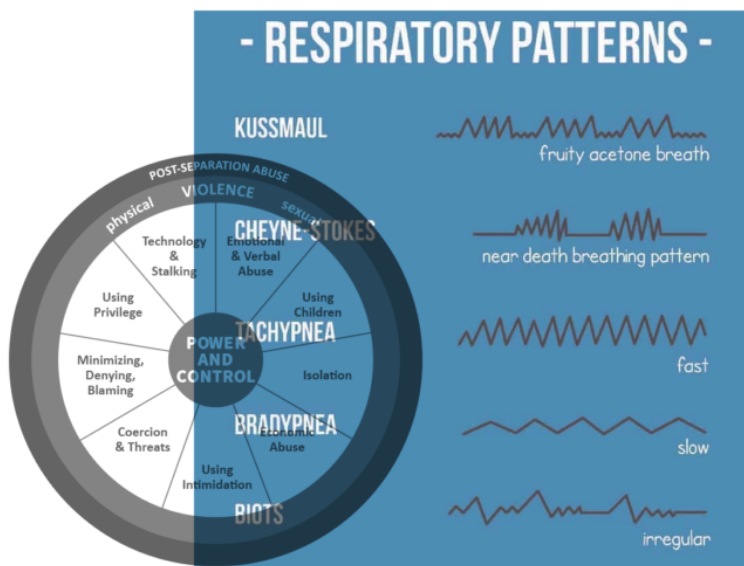 - RESPIRATORY PATTERNS -
KUSSMAUL
fruity acetone breath
CHEYNE-STOKES
near death breathing pattern
TACHYPNEA
fast
BRADYPNEA
slow
BIOTS
irregular
POST-SEPARATION ABUSE
physical
VIOLENCE
sexual
Technology
& Stalking
Emotional
& Verbal
Abuse
Using
Children
Isolation
Economic
Abuse
Using
Intimidation
Coercion
& Threats
Minimizing,
Denying,
Blaming
Using
Privilege
POWER
AND
CONTROL